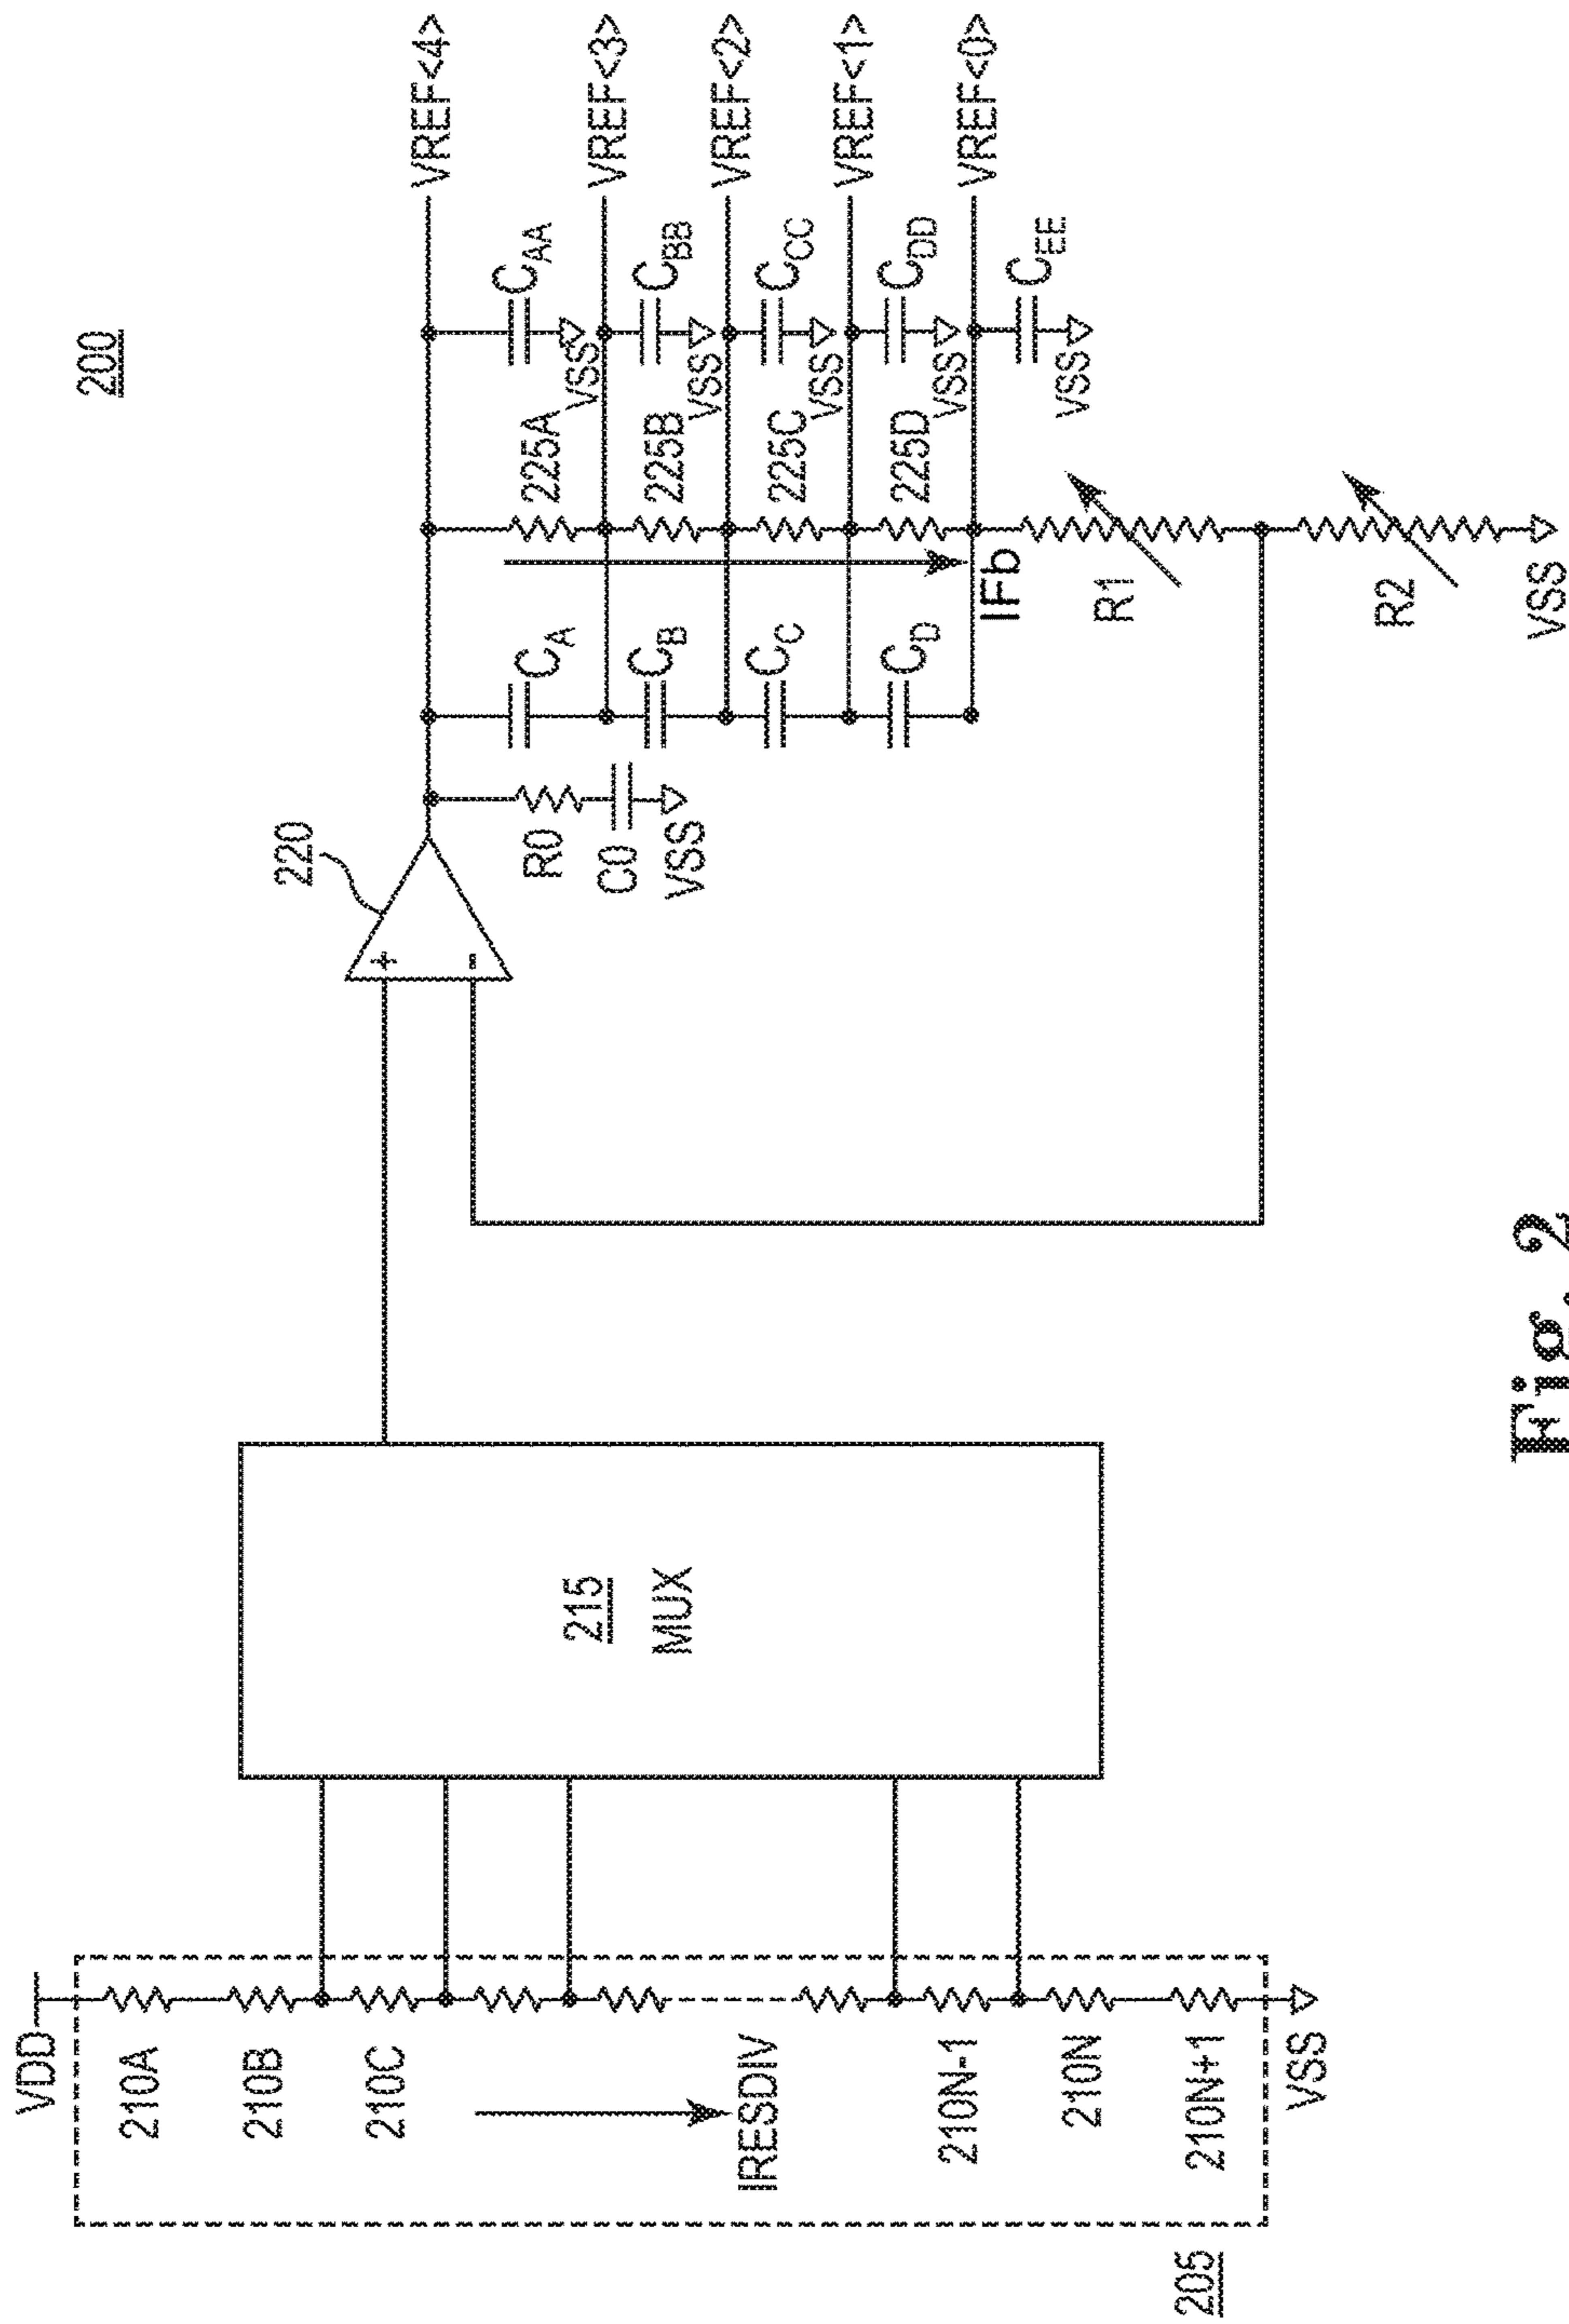 200
VDD
210A
210B
210C
IRESDIV
210N-1
210N
210N+1
VSS
205
215
MUX
220
+
-
R0
C0
VSS
CA
CB
CC
CD
IFb
225A
225B
225C
225D
R1
R2
VSS
CAA
VSS
CBB
VSS
CCC
VSS
CDD
VSS
CEE
VSS
VREF<4>
VREF<3>
VREF<2>
VREF<1>
VREF<0>
Fig. 2